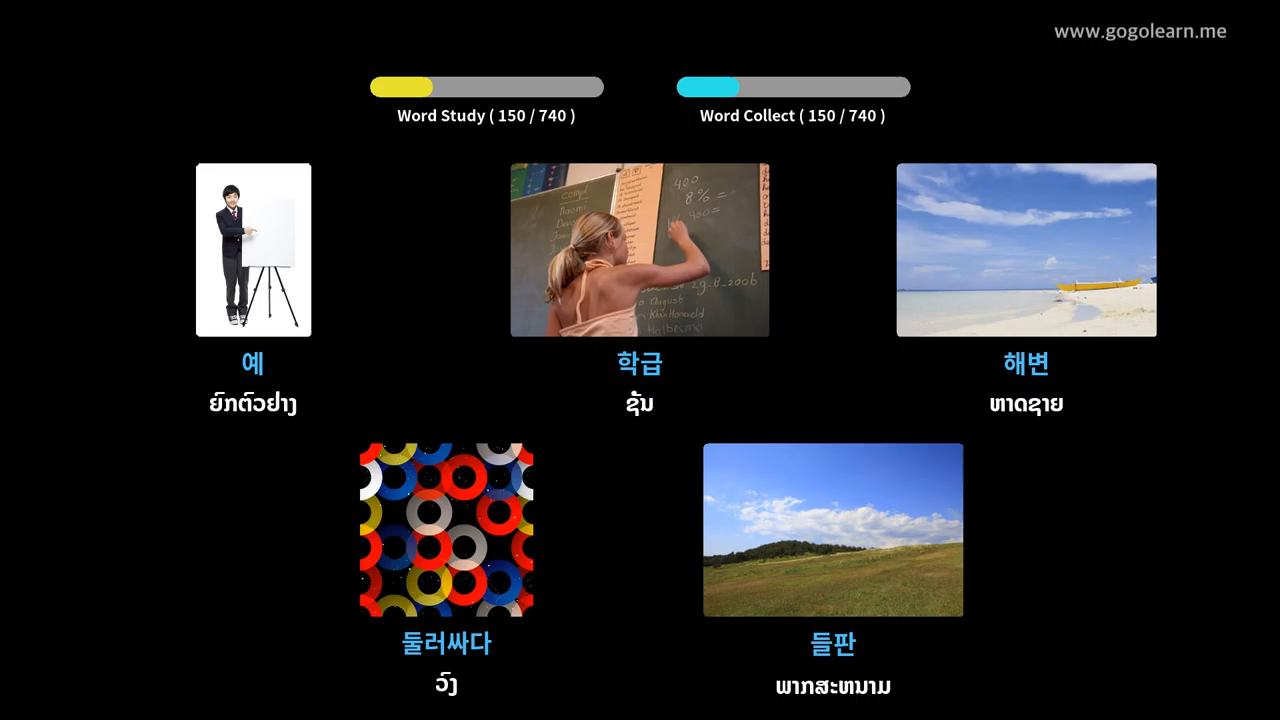 www.gogolearn.me
Word Study ( 150 / 740 )
Word Collect ( 150 / 740 )
예
ຍົກຕົວຢ່າງ
학급
ຊັ້ນ
해변
ຫາດຊາຍ
둘러싸다
ວົງ
들판
ພາກສະຫນາມ